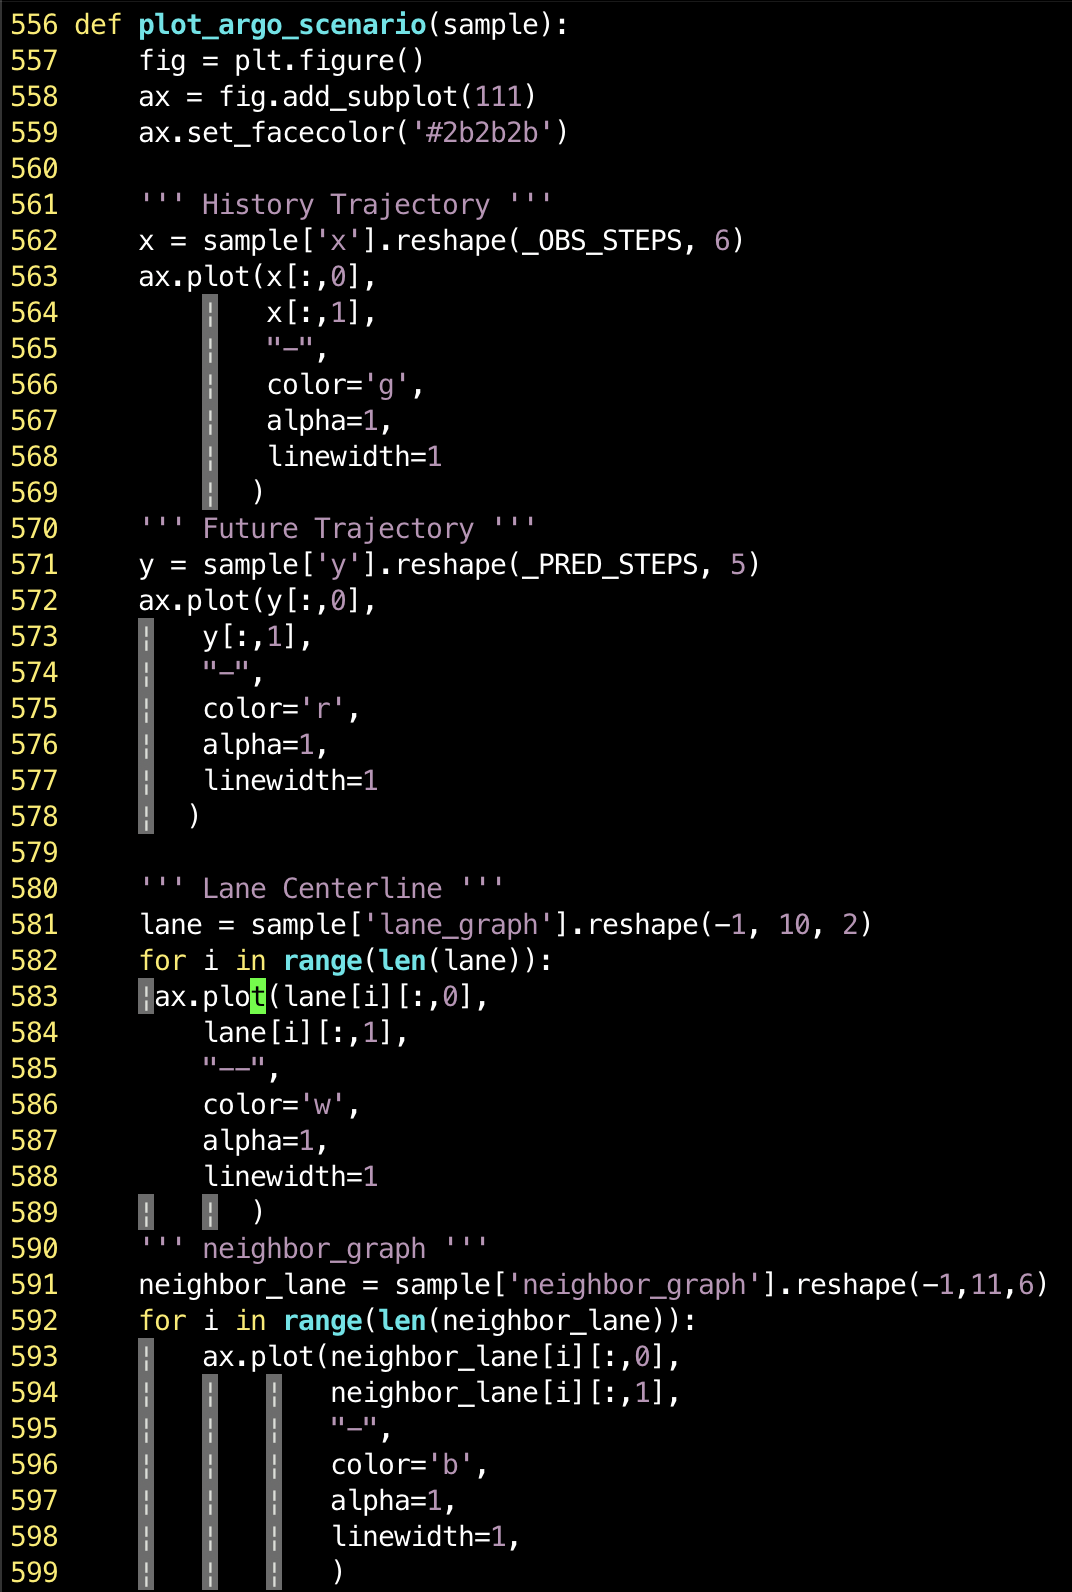 556 def plot_argo_scenario(sample):
557     fig = plt.figure()
558     ax = fig.add_subplot(111)
559     ax.set_facecolor('#2b2b2b')
560
561     ''' History Trajectory '''
562     x = sample['x'].reshape(_OBS_STEPS, 6)
563     ax.plot(x[:,0],
564         ¦   x[:,1],
565         ¦   "-",
566         ¦   color='g',
567         ¦   alpha=1,
568         ¦   linewidth=1
569         ¦  )
570     ''' Future Trajectory '''
571     y = sample['y'].reshape(_PRED_STEPS, 5)
572     ax.plot(y[:,0],
573     ¦   y[:,1],
574     ¦   "-",
575     ¦   color='r',
576     ¦   alpha=1,
577     ¦   linewidth=1
578     ¦  )
579
580     ''' Lane Centerline '''
581     lane = sample['lane_graph'].reshape(-1, 10, 2)
582     for i in range(len(lane)):
583     ¦ax.plot(lane[i][:,0],
584         lane[i][:,1],
585         "--",
586         color='w',
587         alpha=1,
588         linewidth=1
589     ¦   ¦  )
590     ''' neighbor_graph '''
591     neighbor_lane = sample['neighbor_graph'].reshape(-1,11,6)
592     for i in range(len(neighbor_lane)):
593     ¦   ax.plot(neighbor_lane[i][:,0],
594     ¦   ¦   ¦   neighbor_lane[i][:,1],
595     ¦   ¦   ¦   "-",
596     ¦   ¦   ¦   color='b',
597     ¦   ¦   ¦   alpha=1,
598     ¦   ¦   ¦   linewidth=1,
599     ¦   ¦   ¦   )